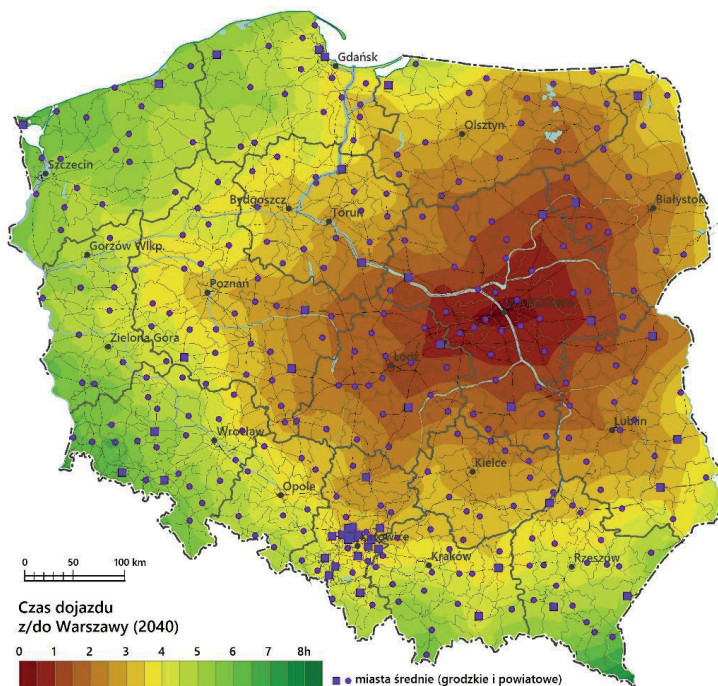 Gdańsk
Olsztyn
Szczecin
Bydgoszcz
Białystok
Toruń
Gorzów Wlkp.
Poznań
Zielona Góra
Łódź
Wrocław
Lublin
Kielce
Opole
Kraków
Rzeszów
0 50 100 km
Czas dojazdu
z/do Warszawy (2040)
0 1 2 3 4 5 6 7 8h
miasta średnie (grodzkie i powiatowe)